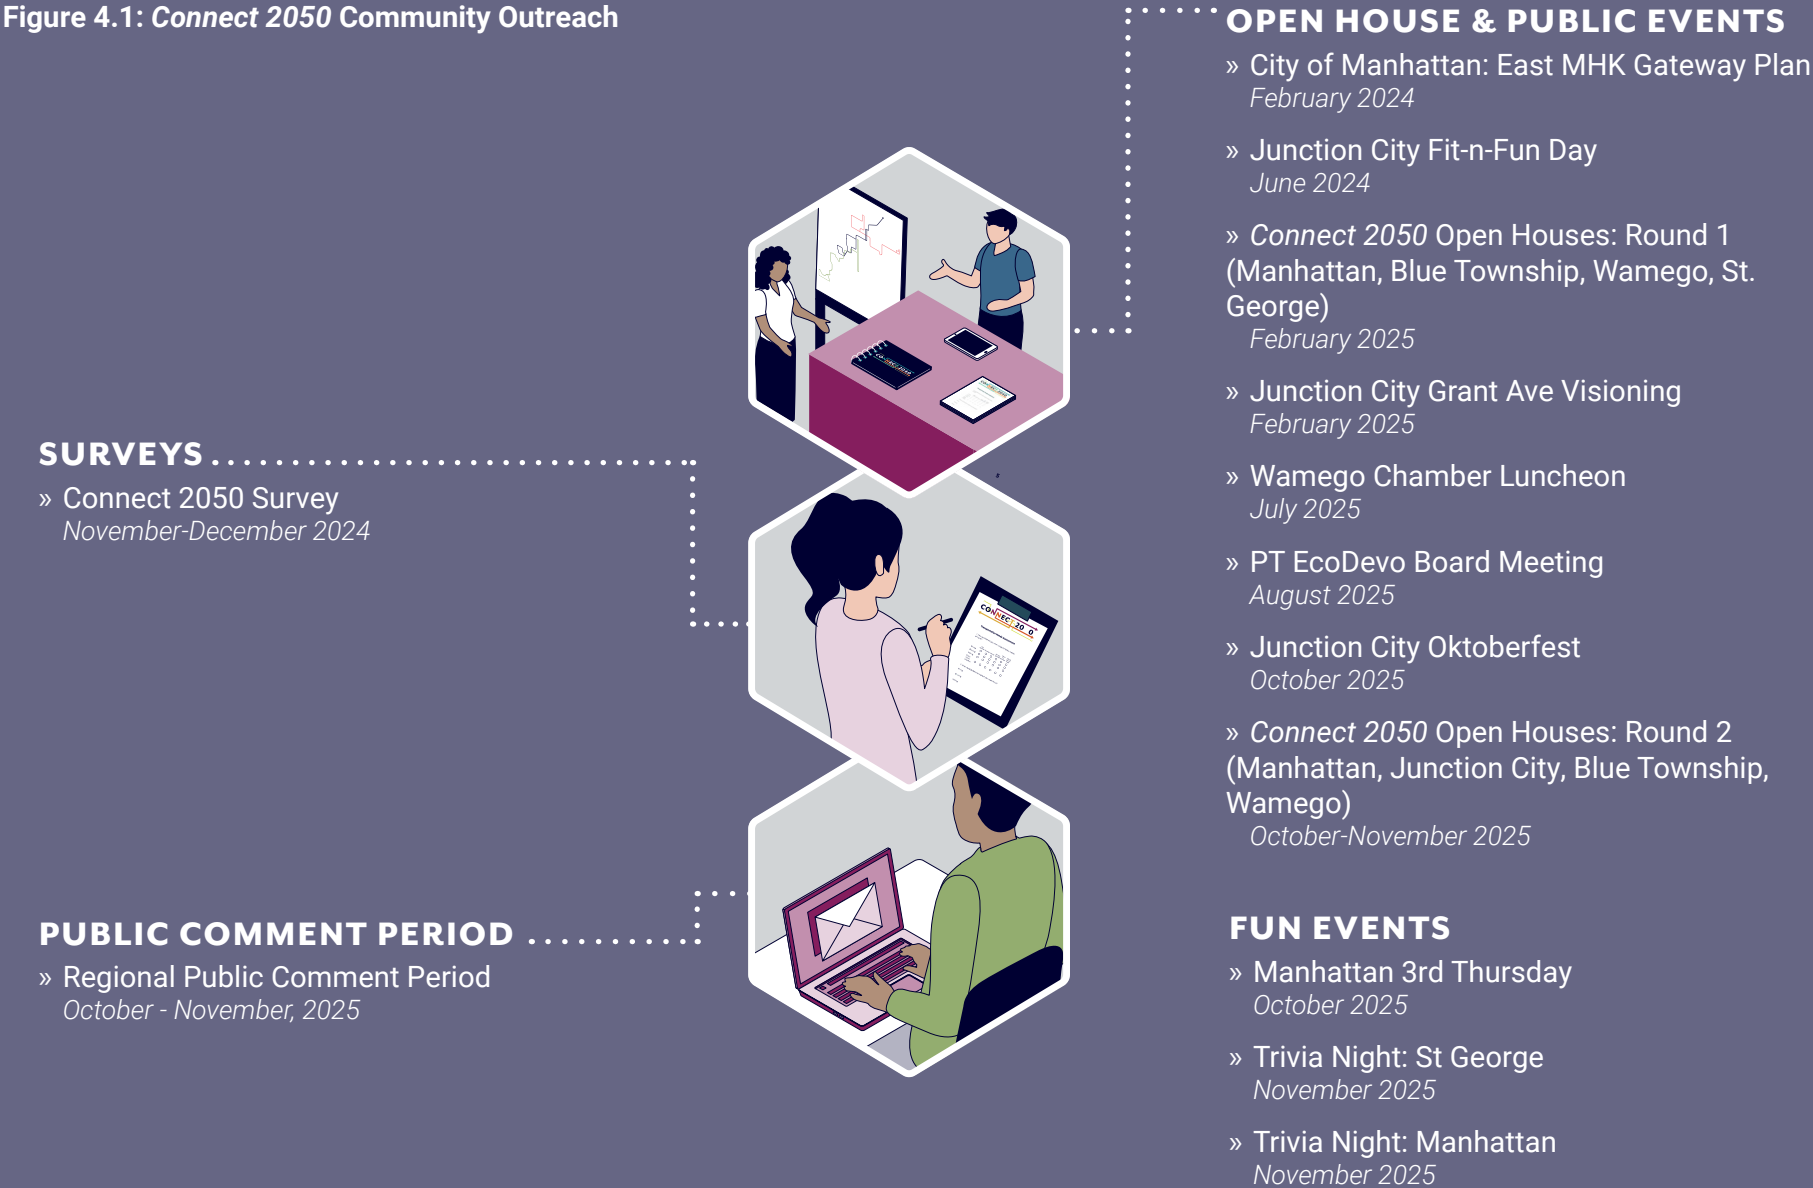 Figure 4.1: Connect 2050 Community Outreach
SURVEYS
» Connect 2050 Survey
November-December 2024
PUBLIC COMMENT PERIOD
» Regional Public Comment Period
October - November, 2025
OPEN HOUSE & PUBLIC EVENTS
» City of Manhattan: East MHK Gateway Plan
February 2024
» Junction City Fit-n-Fun Day
June 2024
» Connect 2050 Open Houses: Round 1
(Manhattan, Blue Township, Wamego, St.
George)
February 2025
» Junction City Grant Ave Visioning
February 2025
» Wamego Chamber Luncheon
July 2025
» PT EcoDevo Board Meeting
August 2025
» Junction City Oktoberfest
October 2025
» Connect 2050 Open Houses: Round 2
(Manhattan, Junction City, Blue Township,
Wamego)
October-November 2025
FUN EVENTS
» Manhattan 3rd Thursday
October 2025
» Trivia Night: St George
November 2025
» Trivia Night: Manhattan
November 2025